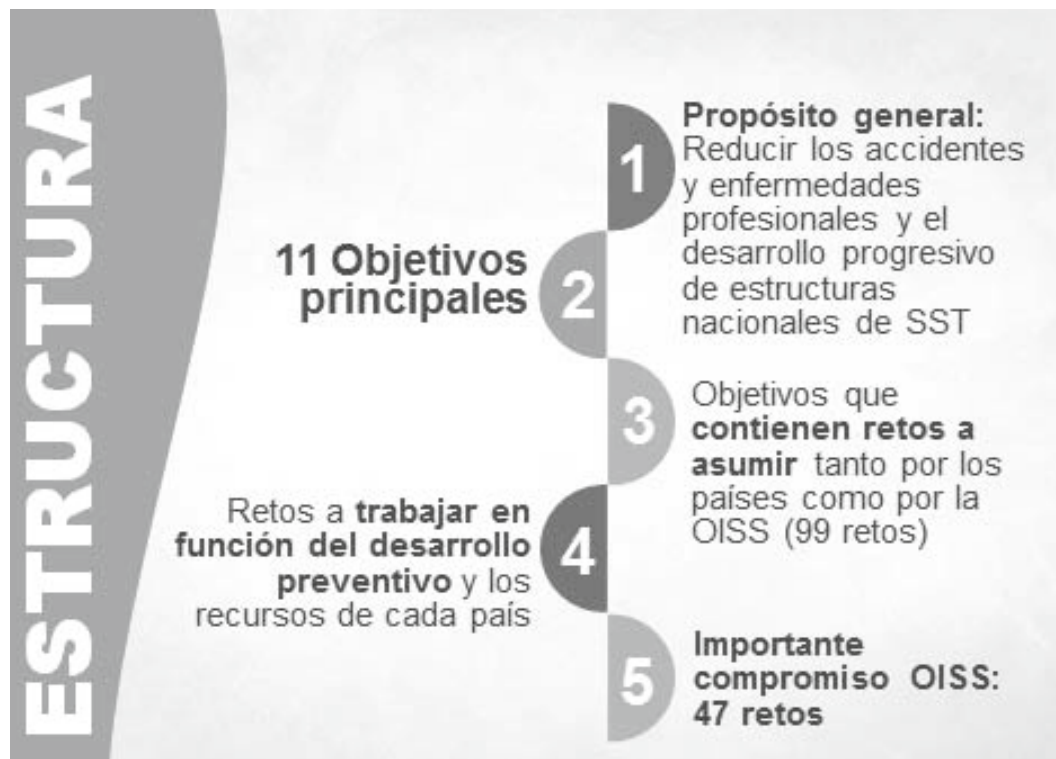 ESTRUCTURA
1
Propósito general:
Reducir los accidentes
y enfermedades
profesionales y el
desarrollo progresivo
de estructuras
nacionales de SST
11 Objetivos
principales
2
3
Objetivos que
contienen retos a
asumir tanto por los
países como por la
OISS (99 retos)
Retos a trabajar en
función del desarrollo
preventivo y los
recursos de cada país
4
5
Importante
compromiso OISS:
47 retos